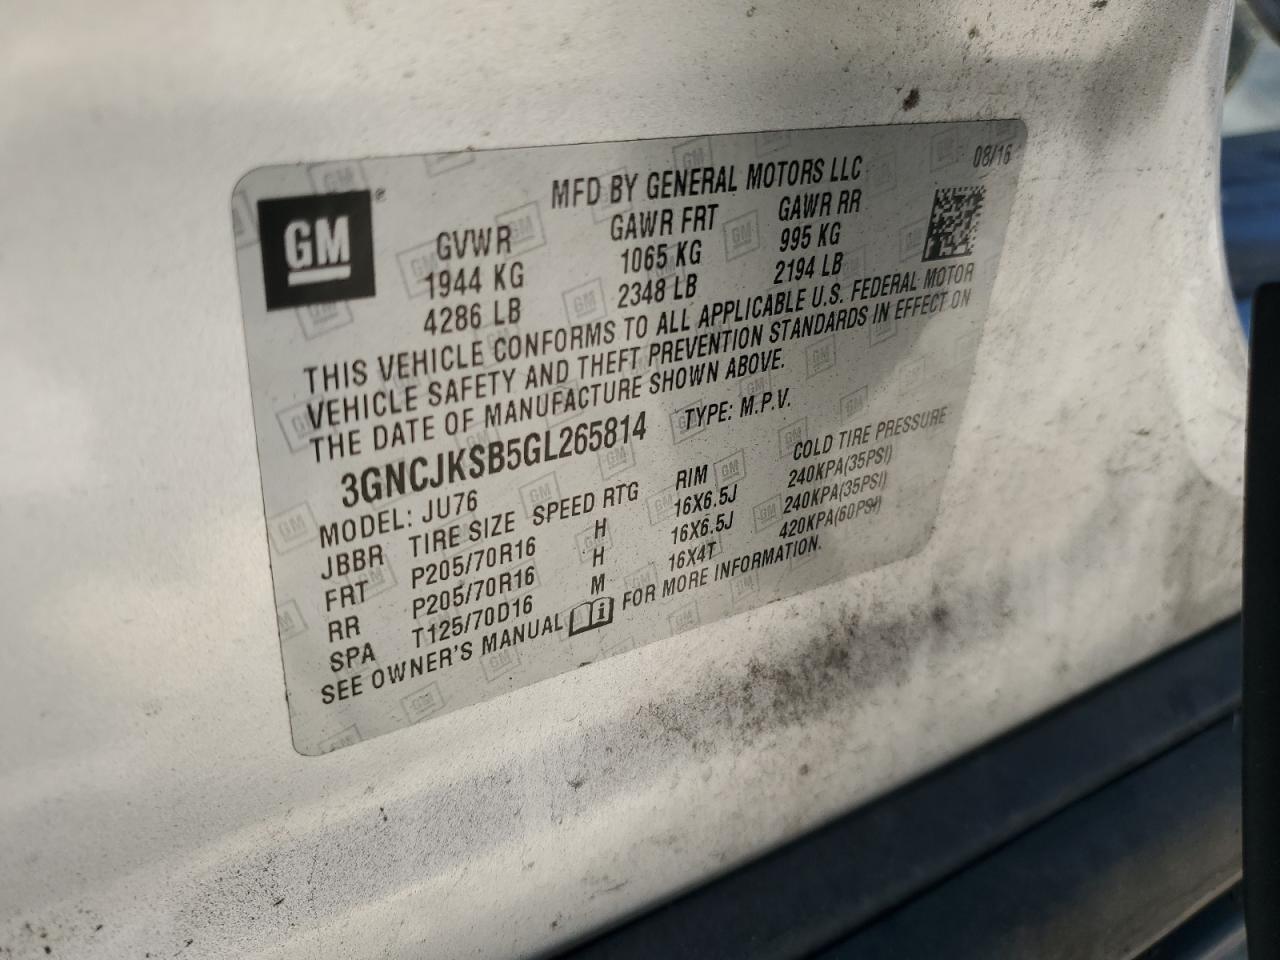 08/16
GM
MFD BY GENERAL MOTORS LLC
GVWR GAWR FRT GAWR RR
1944 KG 1065 KG 995 KG
4286 LB 2348 LB 2194 LB
THIS VEHICLE CONFORMS TO ALL APPLICABLE U.S. FEDERAL MOTOR
VEHICLE SAFETY AND THEFT PREVENTION STANDARDS IN EFFECT ON
THE DATE OF MANUFACTURE SHOWN ABOVE.
3GNCJKSB5GL265814 TYPE: M.P.V.
MODEL: JU76
JBBR TIRE SIZE SPEED RTG RIM COLD TIRE PRESSURE
FRT P205/70R16 H 16X6.5J 240KPA(35PSI)
RR P205/70R16 H 16X6.5J 240KPA(35PSI)
SPA T125/70D16 M 16X4T 420KPA(60PSI)
SEE OWNER'S MANUAL FOR MORE INFORMATION.